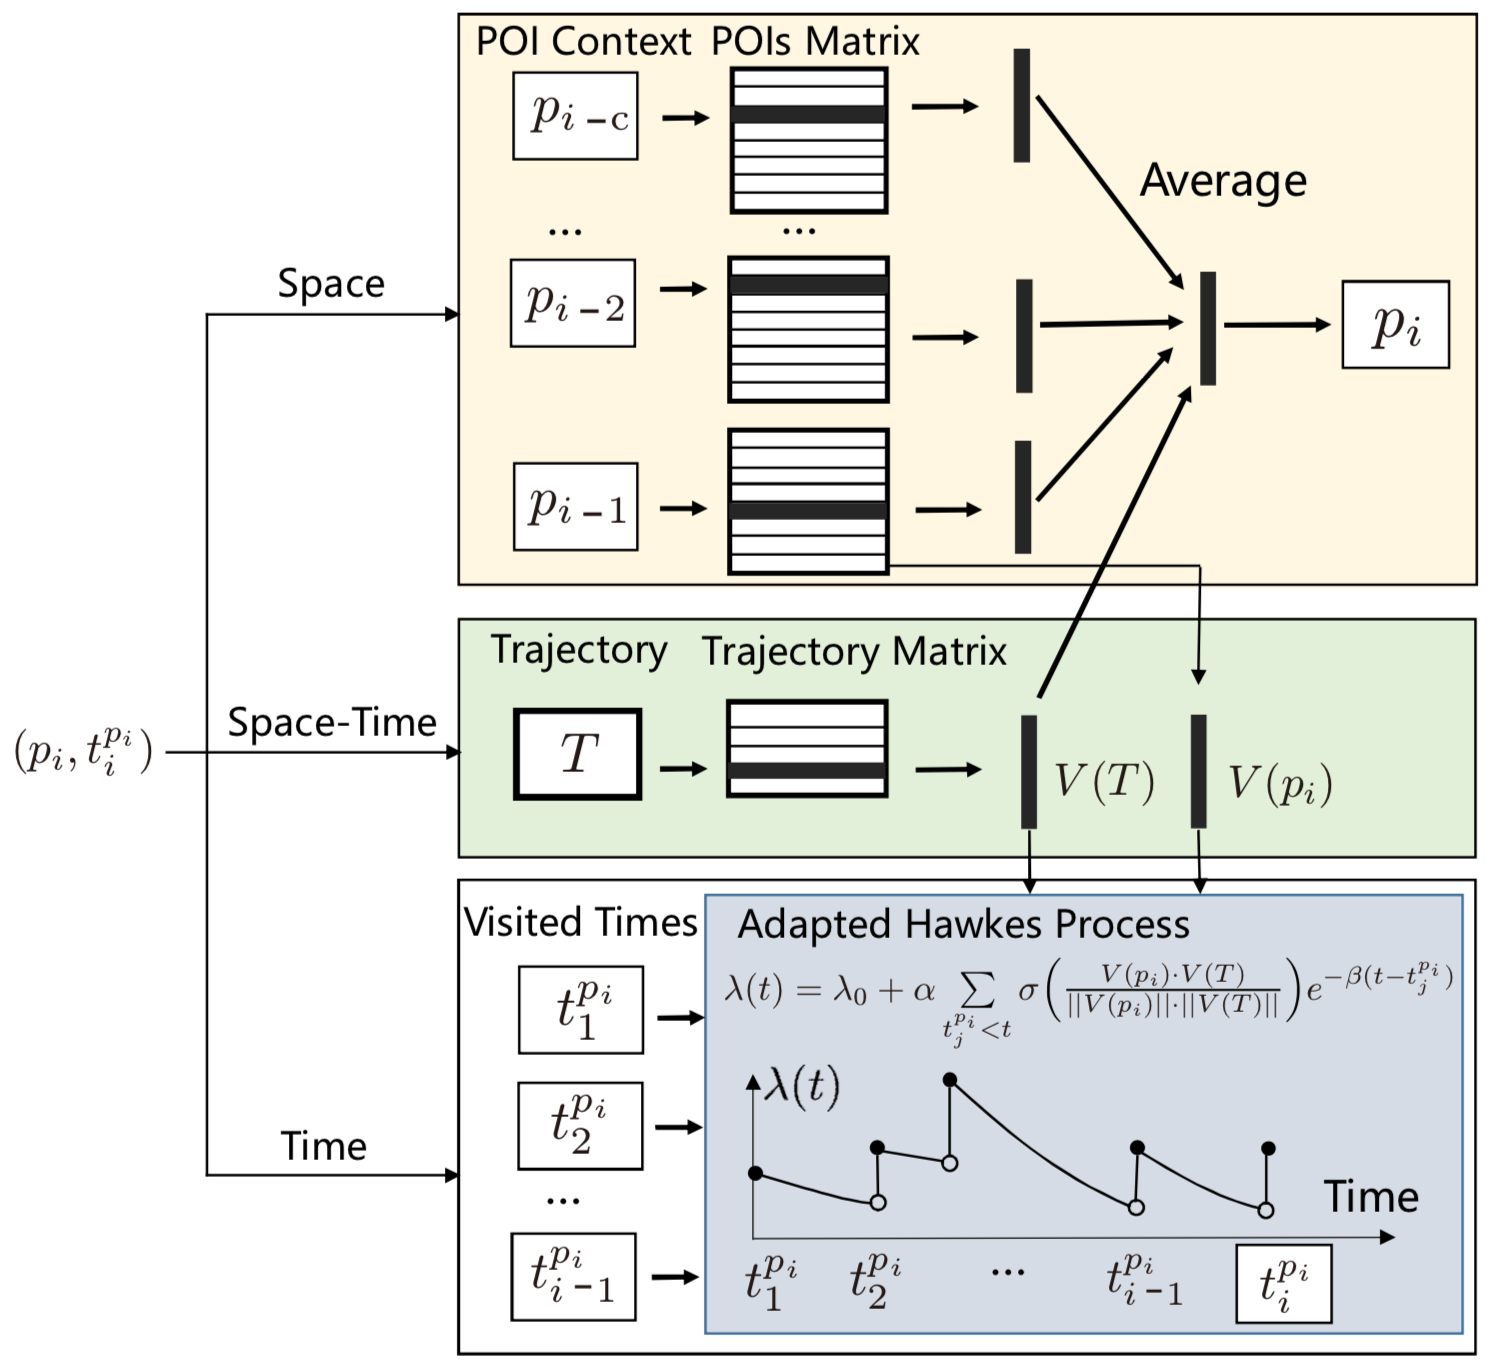 POI Context POIs Matrix
p_{i-c}
Average
... ...
Space
p_{i-2}
p_i
p_{i-1}
Trajectory Trajectory Matrix
Space-Time
(p_i, t_i^{p_i})
T
V(T) V(p_i)
Visited Times Adapted Hawkes Process
λ(t) = λ_0 + α ∑_{t_j^{p_i}<t} σ( \frac{V(p_i)·V(T)}{||V(p_i)||·||V(T)||} ) e^{-β(t-t_j^{p_i})}
t_1^{p_i}
λ(t)
t_2^{p_i}
Time
...
Time
t_{i-1}^{p_i}
t_1^{p_i} t_2^{p_i} ... t_{i-1}^{p_i} t_i^{p_i}